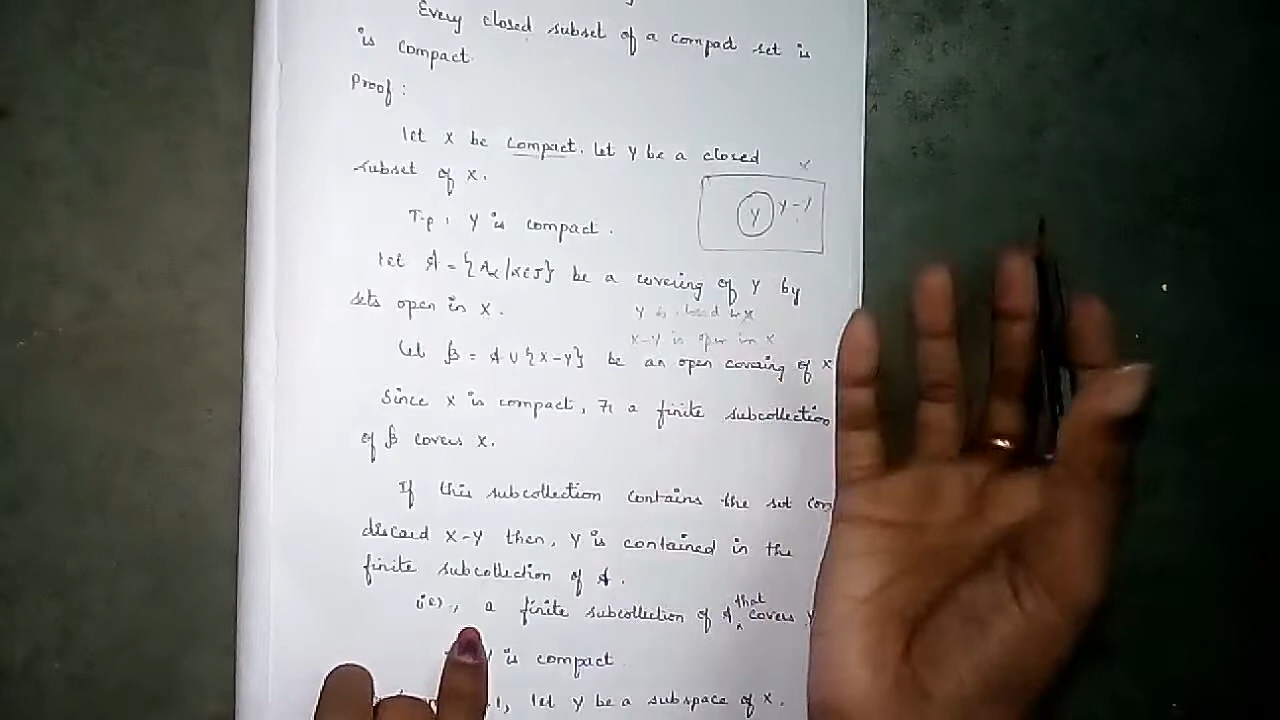 Every closed subset of a compact set is
is compact.
Proof :
let X be compact. Let Y be a closed
subset of X.
X
Y
Y-Y
T.p. Y is compact.
Let A = {Aα/α∈J} be a covering of Y by
sets open in X.
Y is closed in X
X-Y is open in X
Let B = A ∪ {X-Y} be an open covering of X
Since X is compact, ∃ a finite subcollection
of B covers X.
If this subcollection contains the set
discard X-Y then, Y is contained in the
finite subcollection of A.
i(e)., a finite subcollection of A that covers Y
Y is compact.
let Y be a subspace of X.